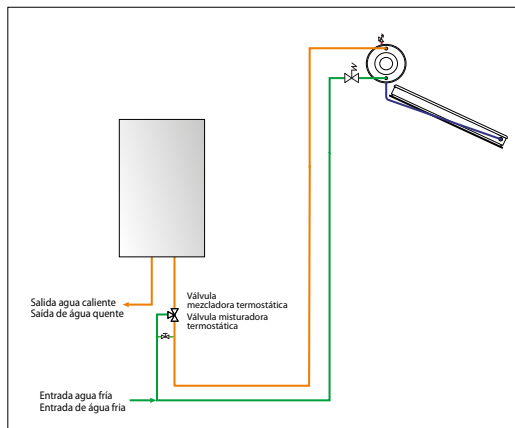 Salida agua caliente
Saída de água quente
Válvula
mezcladora termostática
Válvula misturadora
termostática
Entrada agua fría
Entrada de água fria